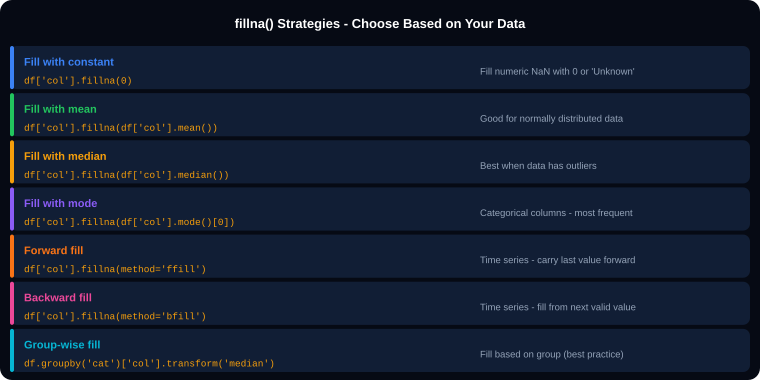 fillna() Strategies - Choose Based on Your Data
Fill with constant
df['col'].fillna(0)
Fill numeric NaN with 0 or 'Unknown'
Fill with mean
df['col'].fillna(df['col'].mean())
Good for normally distributed data
Fill with median
df['col'].fillna(df['col'].median())
Best when data has outliers
Fill with mode
df['col'].fillna(df['col'].mode()[0])
Categorical columns - most frequent
Forward fill
df['col'].fillna(method='ffill')
Time series - carry last value forward
Backward fill
df['col'].fillna(method='bfill')
Time series - fill from next valid value
Group-wise fill
df.groupby('cat')['col'].transform('median')
Fill based on group (best practice)